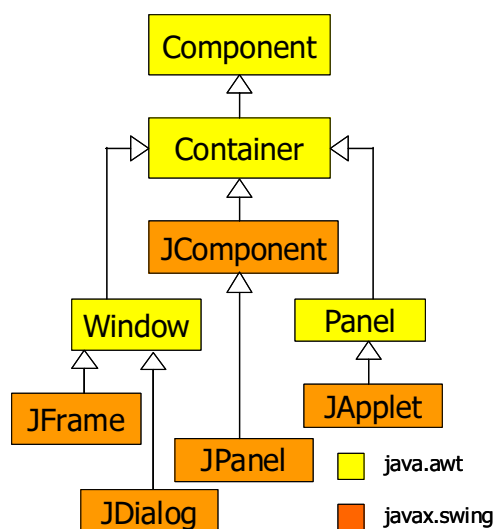 Component
Container
JComponent
Window
Panel
JFrame
JApplet
JPanel
java.awt
JDialog
javax.swing